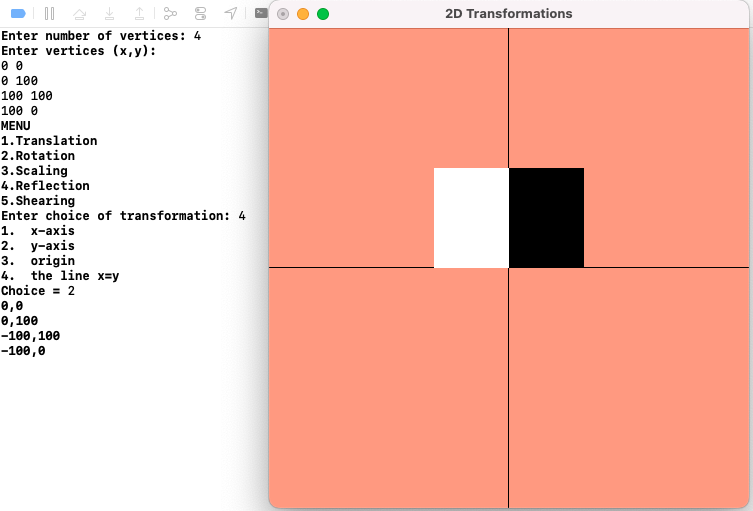 2D Transformations
Enter number of vertices: 4
Enter vertices (x,y):
0 0
0 100
100 100
100 0
MENU
1.Translation
2.Rotation
3.Scaling
4.Reflection
5.Shearing
Enter choice of transformation: 4
1.  x-axis
2.  y-axis
3.  origin
4.  the line x=y
Choice = 2
0,0
0,100
-100,100
-100,0